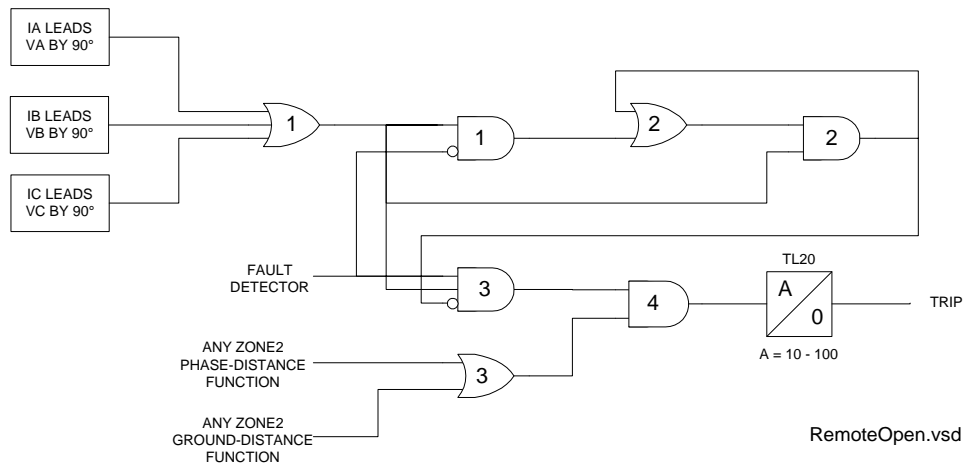 IA LEADS
VA BY 90°
IB LEADS
VB BY 90°
IC LEADS
VC BY 90°
1
1
2
2
FAULT
DETECTOR
3
4
TL20
A
0
A = 10 - 100
TRIP
ANY ZONE2
PHASE-DISTANCE
FUNCTION
3
ANY ZONE2
GROUND-DISTANCE
FUNCTION
RemoteOpen.vsd